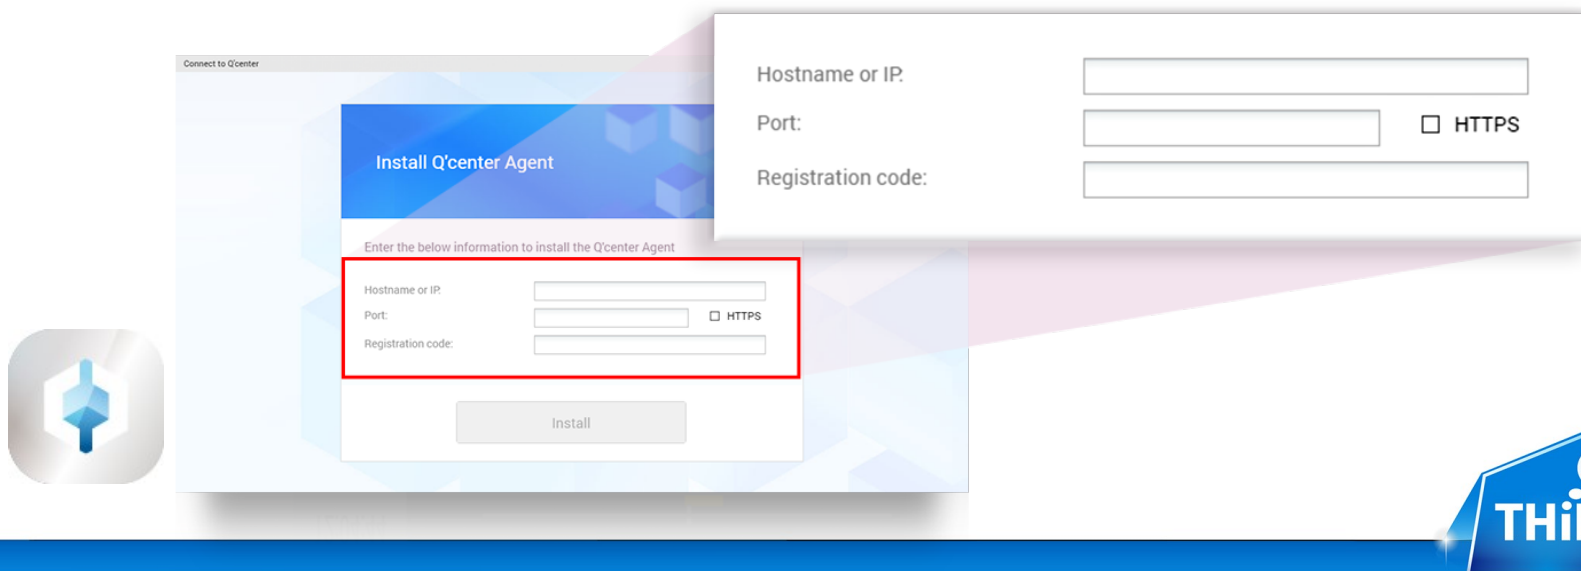 Connect to Q'center
Install Q'center Agent
Enter the below information to install the Q'center Agent
Hostname or IP:
Port:
HTTPS
Registration code:
Install
Hostname or IP:
Port:
HTTPS
Registration code: